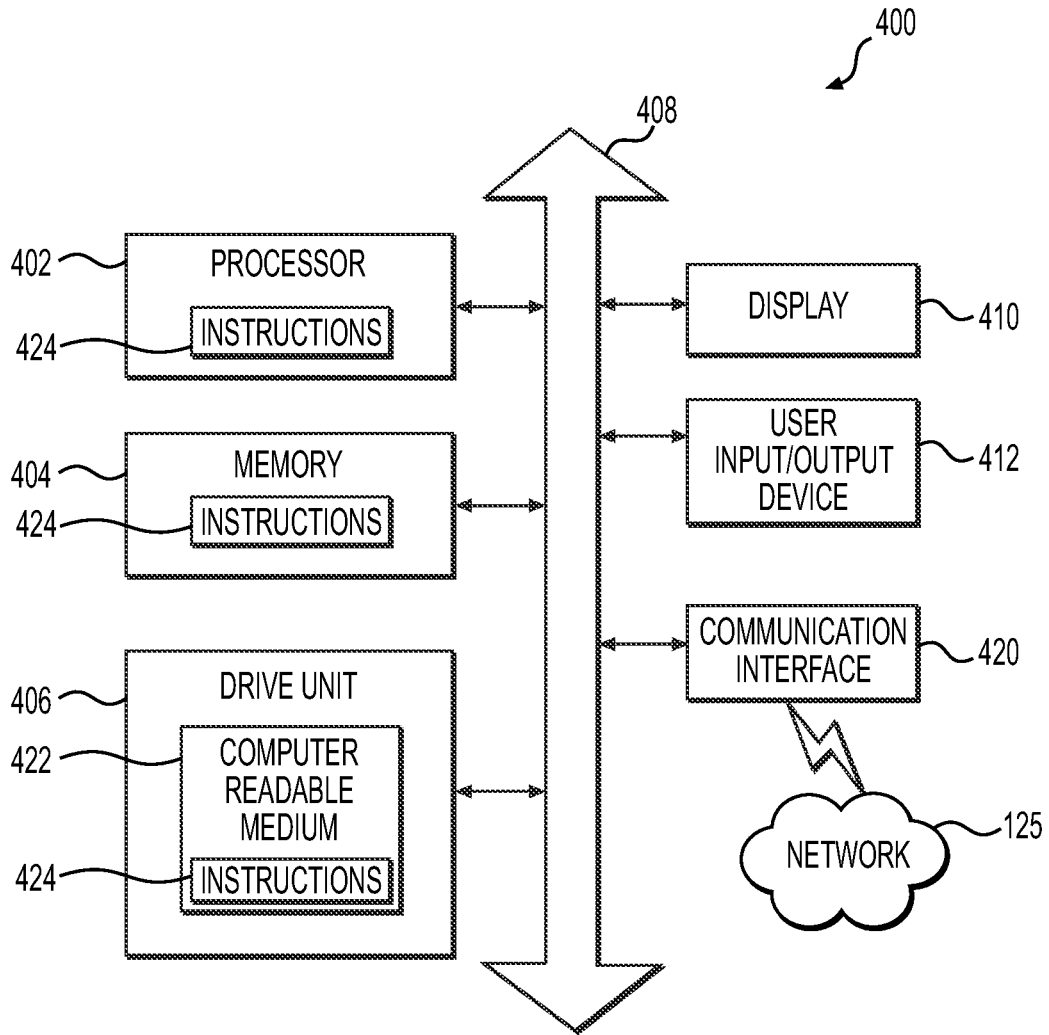 400
408
402
PROCESSOR
424
INSTRUCTIONS
404
MEMORY
424
INSTRUCTIONS
406
DRIVE UNIT
422
COMPUTER
READABLE
MEDIUM
424
INSTRUCTIONS
DISPLAY
410
USER
INPUT/OUTPUT
DEVICE
412
COMMUNICATION
INTERFACE
420
NETWORK
125